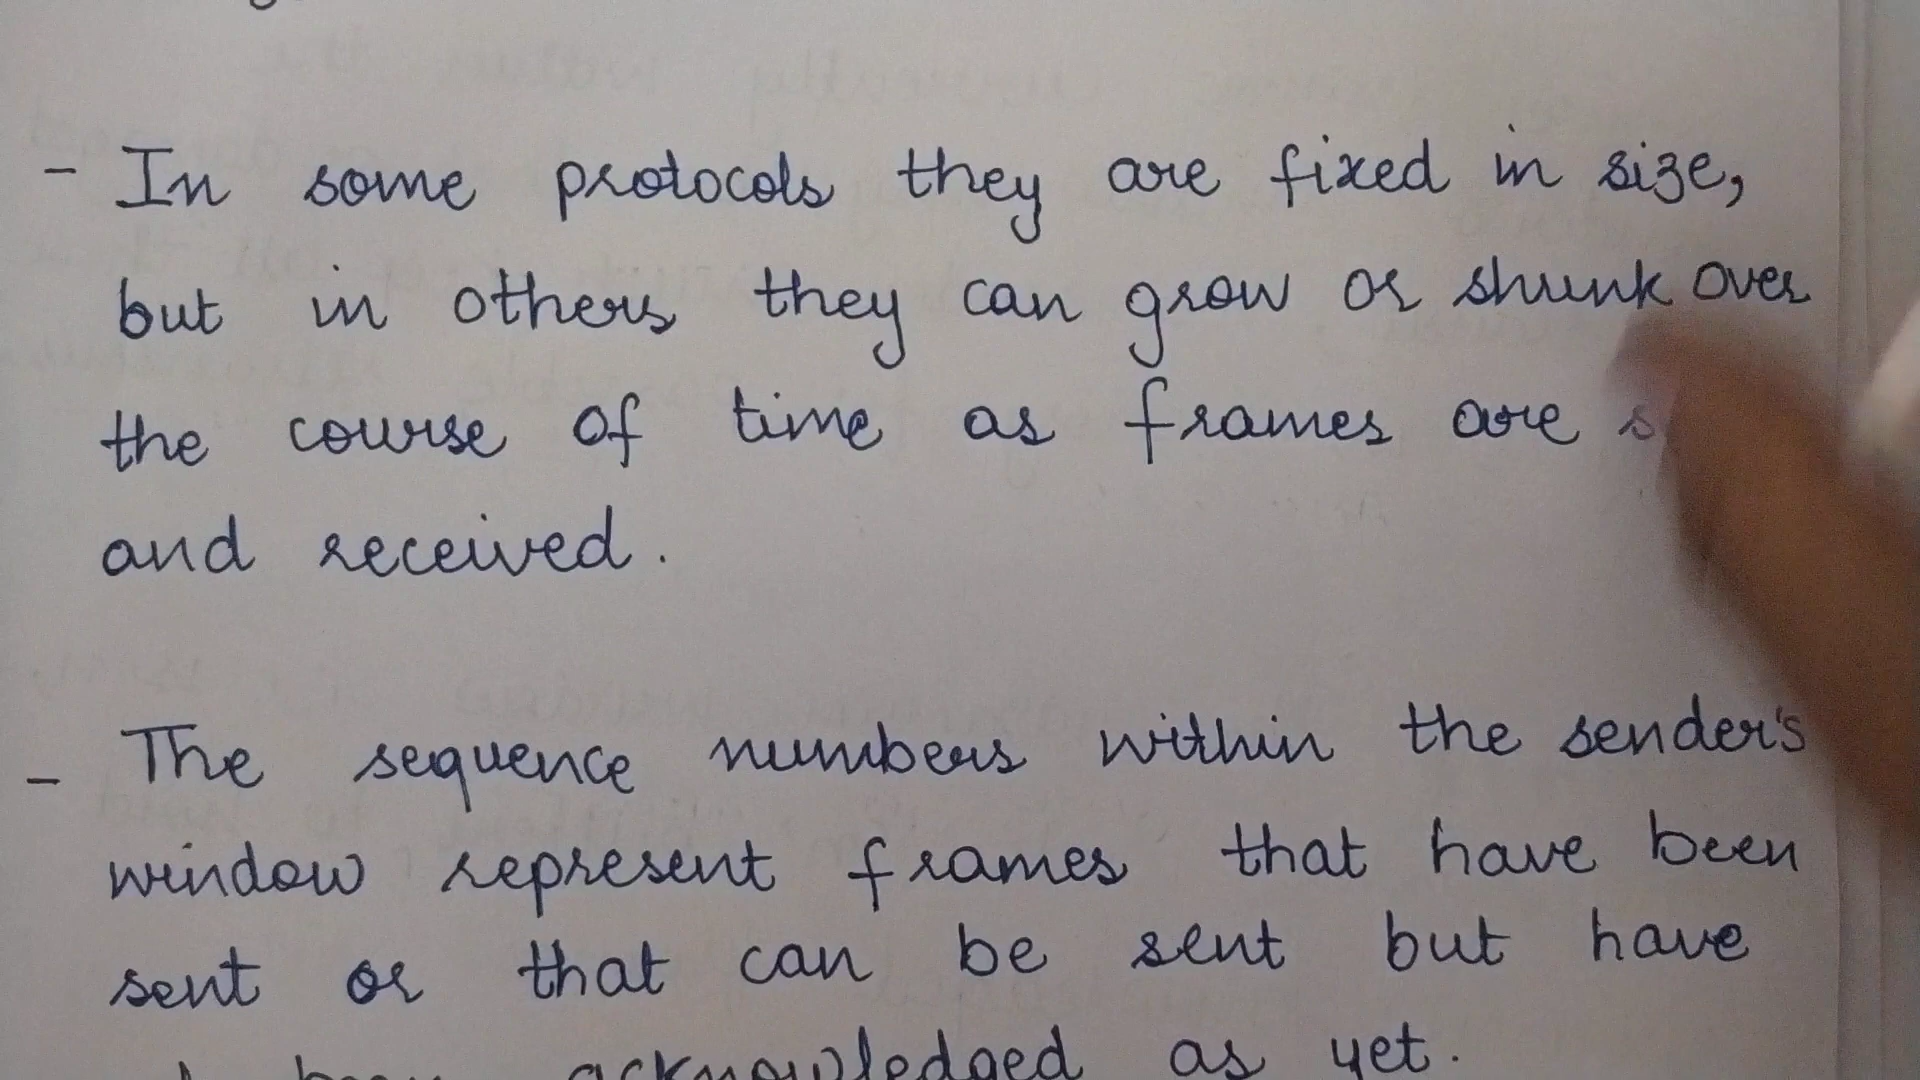 - In some protocols they are fixed in size,
but in others they can grow or shrink over
the course of time as frames are
and received.
- The sequence numbers within the sender's
window represent frames that have been
sent or that can be sent but have
acknowledged as yet.